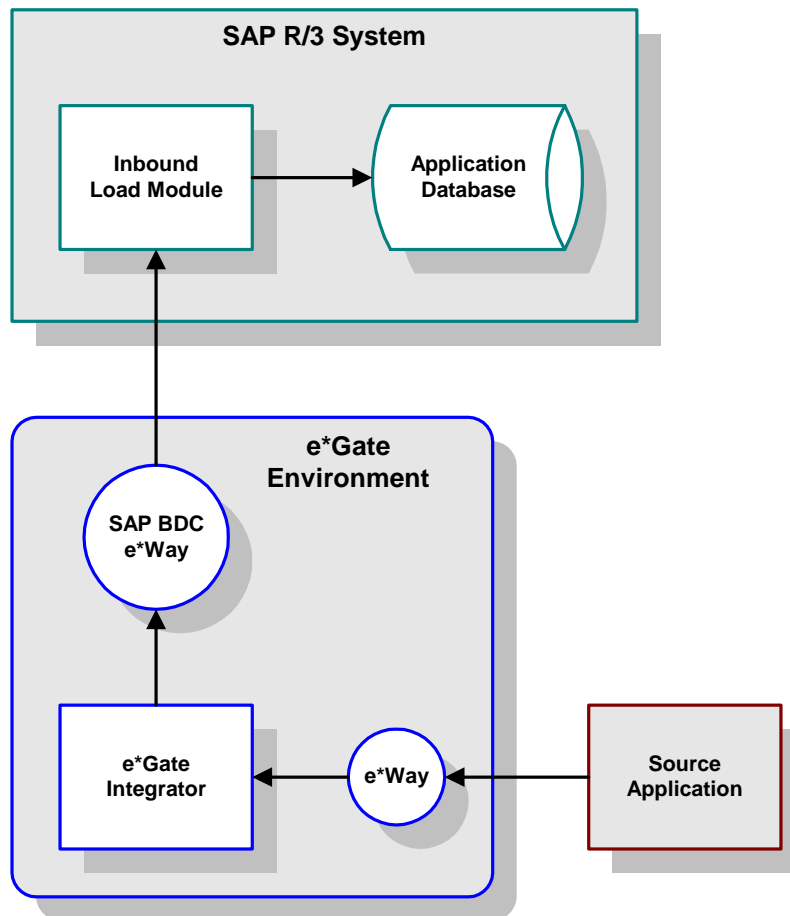 SAP R/3 System
Inbound
Load Module
Application
Database
e*Gate
Environment
SAP BDC
e*Way
e*Gate
Integrator
e*Way
Source
Application